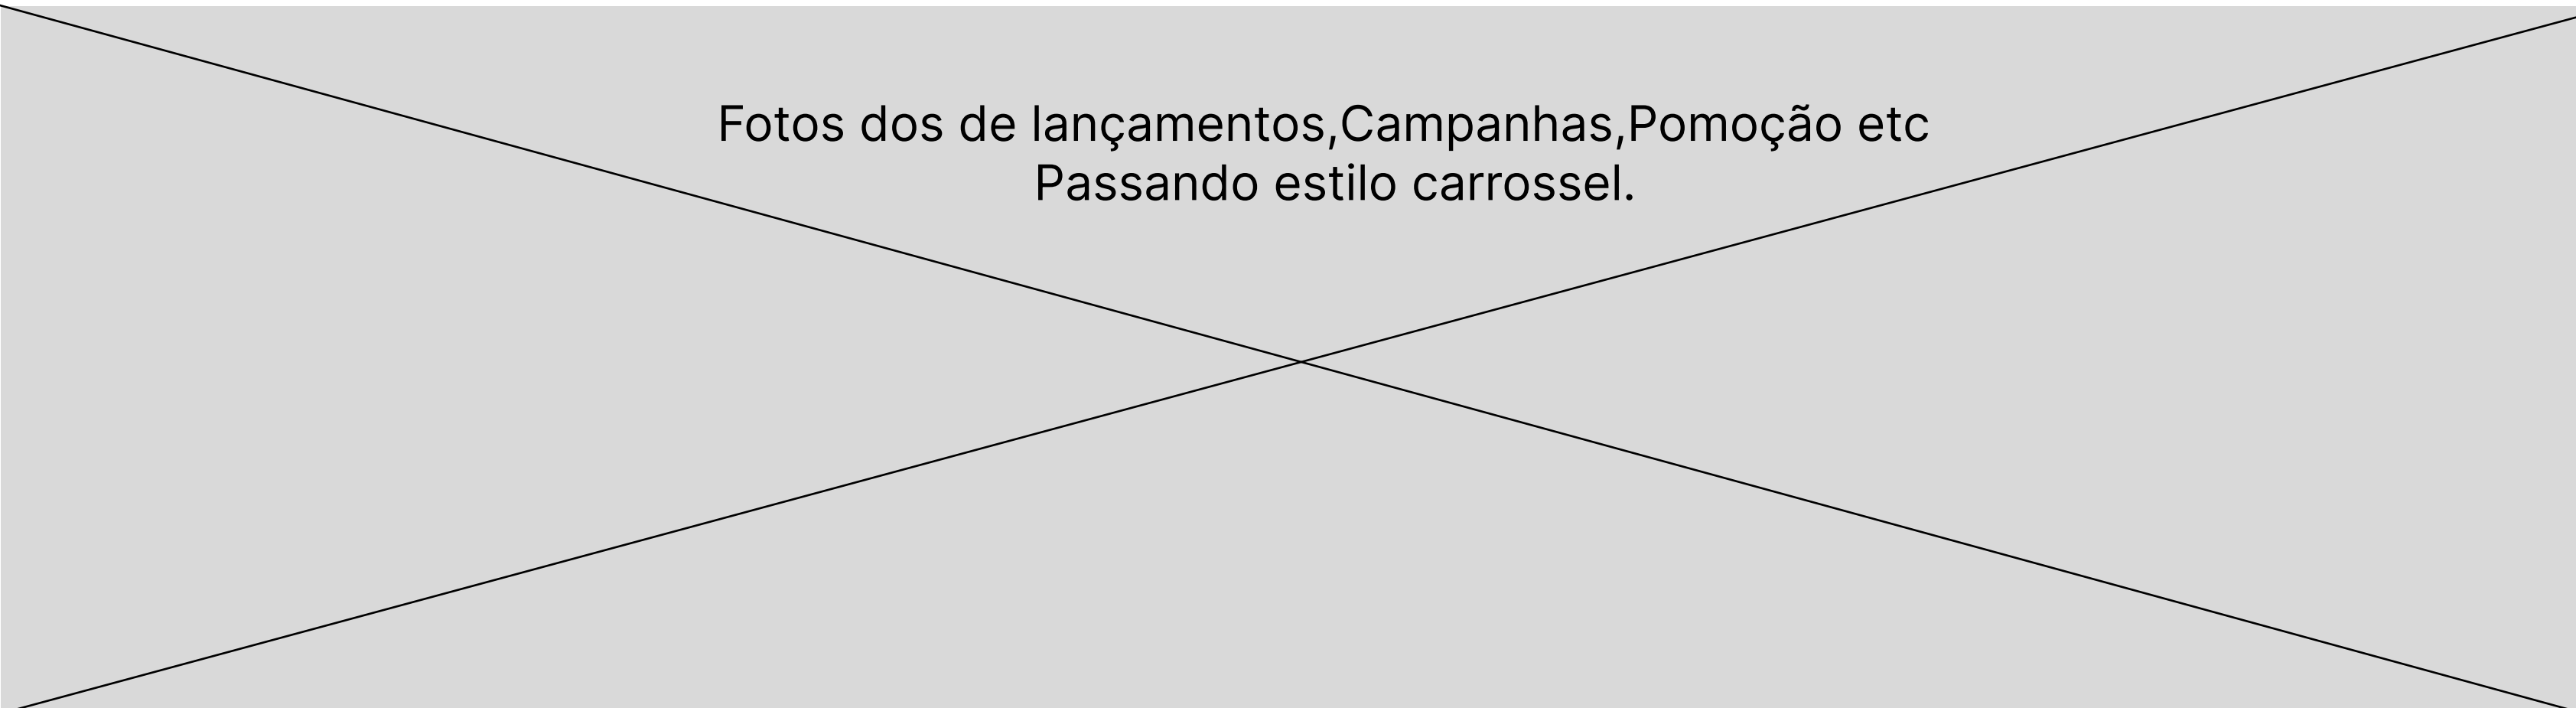 Fotos dos de lançamentos,Campanhas,Pomoção etc
Passando estilo carrossel.